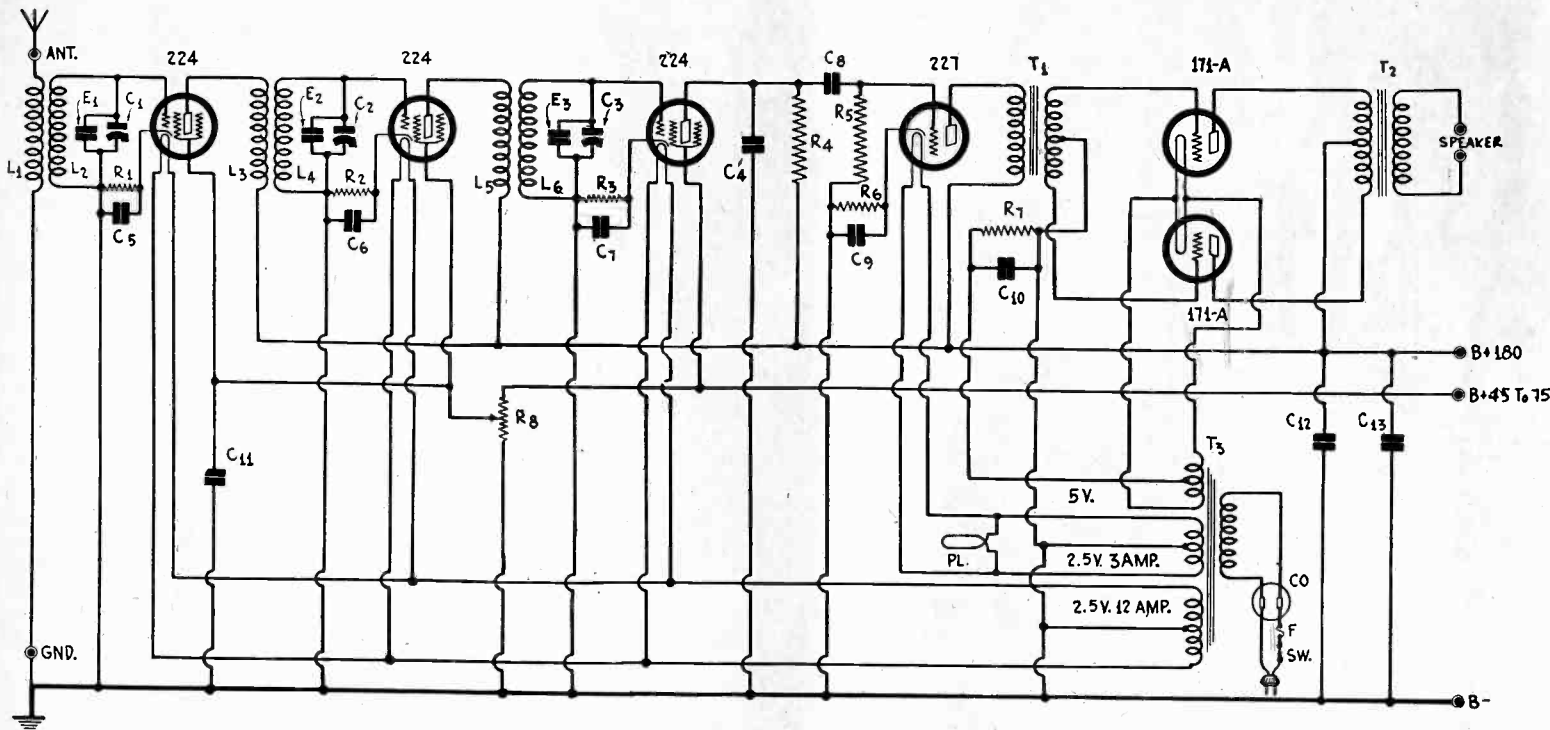 ANT.
224
224
224
C8
227
T1
171-A
T2
E1
C1
E2
C2
E3
C3
R5
R4
SPEAKER
L1
L2
R1
L3
L4
R2
L5
L6
R3
C4
R6
R7
C5
C6
C7
C9
C10
171-A
B+180
B+45 To 75
R8
C11
C12
C13
T3
5V.
PL.
2.5V. 3AMP.
2.5V. 12 AMP.
CO
F
SW.
GND.
B-